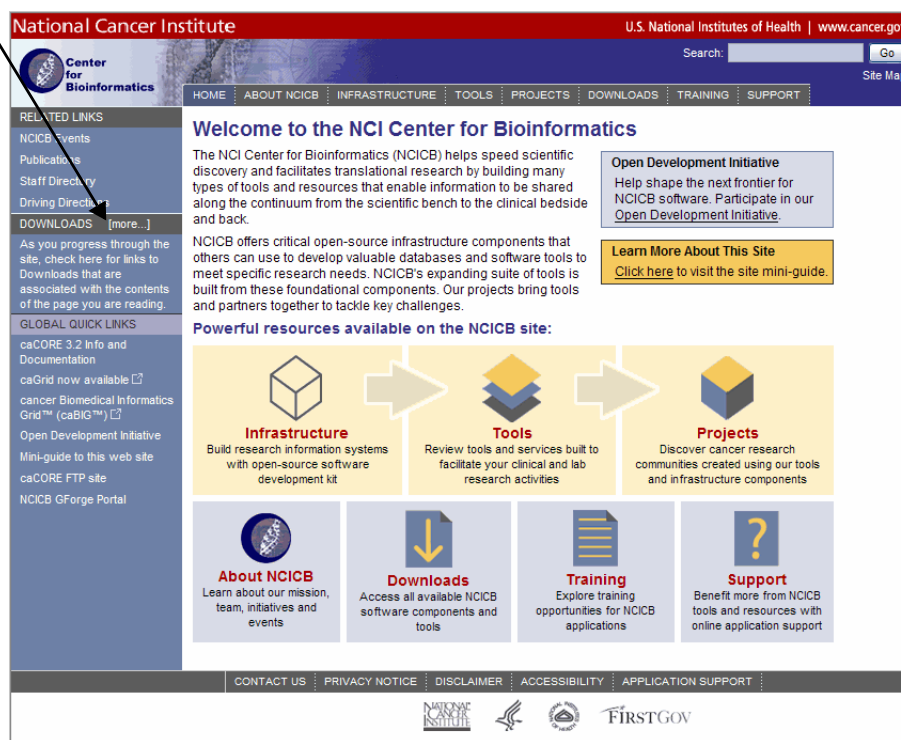 National Cancer Institute
U.S. National Institutes of Health | www.cancer.gov
Center
for
Bioinformatics
Search:
Go
Site Ma
HOME ABOUT NCICB INFRASTRUCTURE TOOLS PROJECTS DOWNLOADS TRAINING SUPPORT
RELATED LINKS
NCICB Events
Publications
Staff Directory
Driving Directions
DOWNLOADS [more...]
As you progress through the
site, check here for links to
Downloads that are
associated with the contents
of the page you are reading.
GLOBAL QUICK LINKS
caCORE 3.2 Info and
Documentation
caGrid now available
cancer Biomedical Informatics
Grid™ (caBIG™)
Open Development Initiative
Mini-guide to this web site
caCORE FTP site
NCICB GForge Portal
Welcome to the NCI Center for Bioinformatics
The NCI Center for Bioinformatics (NCICB) helps speed scientific
discovery and facilitates translational research by building many
types of tools and resources that enable information to be shared
along the continuum from the scientific bench to the clinical bedside
and back.
NCICB offers critical open-source infrastructure components that
others can use to develop valuable databases and software tools to
meet specific research needs. NCICB's expanding suite of tools is
built from these foundational components. Our projects bring tools
and partners together to tackle key challenges.
Open Development Initiative
Help shape the next frontier for
NCICB software. Participate in our
Open Development Initiative.
Learn More About This Site
Click here to visit the site mini-guide.
Powerful resources available on the NCICB site:
Infrastructure
Build research information systems
with open-source software
development kit
Tools
Review tools and services built to
facilitate your clinical and lab
research activities
Projects
Discover cancer research
communities created using our tools
and infrastructure components
About NCICB
Learn about our mission,
team, initiatives and
events
Downloads
Access all available NCICB
software components and
tools
Training
Explore training
opportunities for NCICB
applications
?
Support
Benefit more from NCICB
tools and resources with
online application support
CONTACT US PRIVACY NOTICE DISCLAIMER ACCESSIBILITY APPLICATION SUPPORT
NATIONAL
CANCER
INSTITUTE
FIRSTGOV